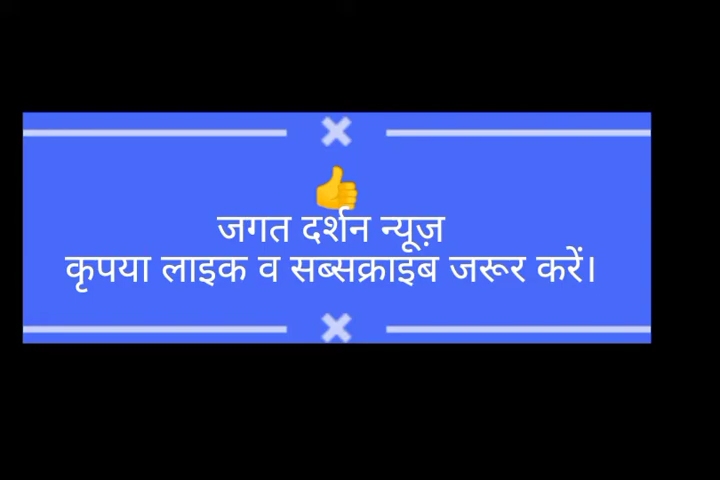 👍
जगत दर्शन न्यूज़
कृपया लाइक व सब्सक्राइब जरूर करें।